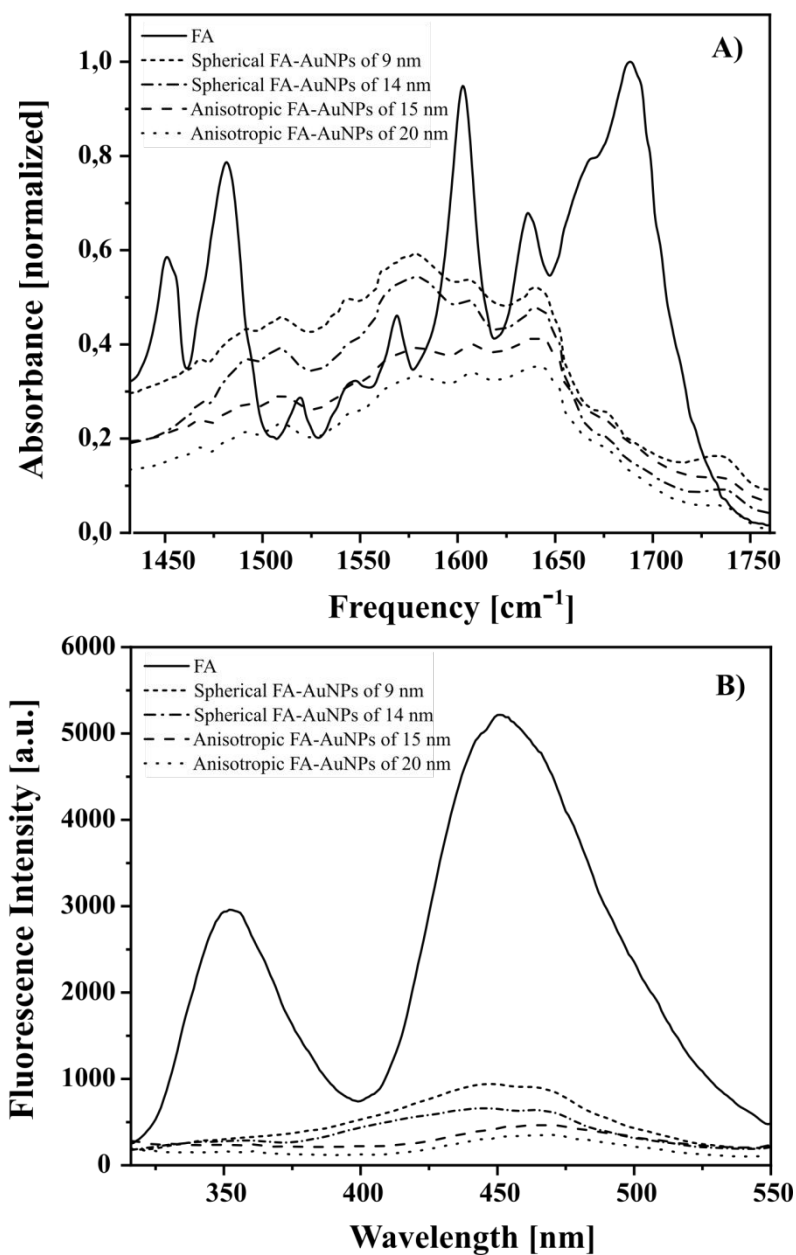 FA
Spherical FA-AuNPs of 9 nm
Spherical FA-AuNPs of 14 nm
Anisotropic FA-AuNPs of 15 nm
Anisotropic FA-AuNPs of 20 nm
A)
1,0
0,8
0,6
0,4
0,2
0,0
Absorbance [normalized]
1450 1500 1550 1600 1650 1700 1750
Frequency [cm⁻¹]
FA
Spherical FA-AuNPs of 9 nm
Spherical FA-AuNPs of 14 nm
Anisotropic FA-AuNPs of 15 nm
Anisotropic FA-AuNPs of 20 nm
B)
6000
5000
4000
3000
2000
1000
0
Fluorescence Intensity [a.u.]
350 400 450 500 550
Wavelength [nm]